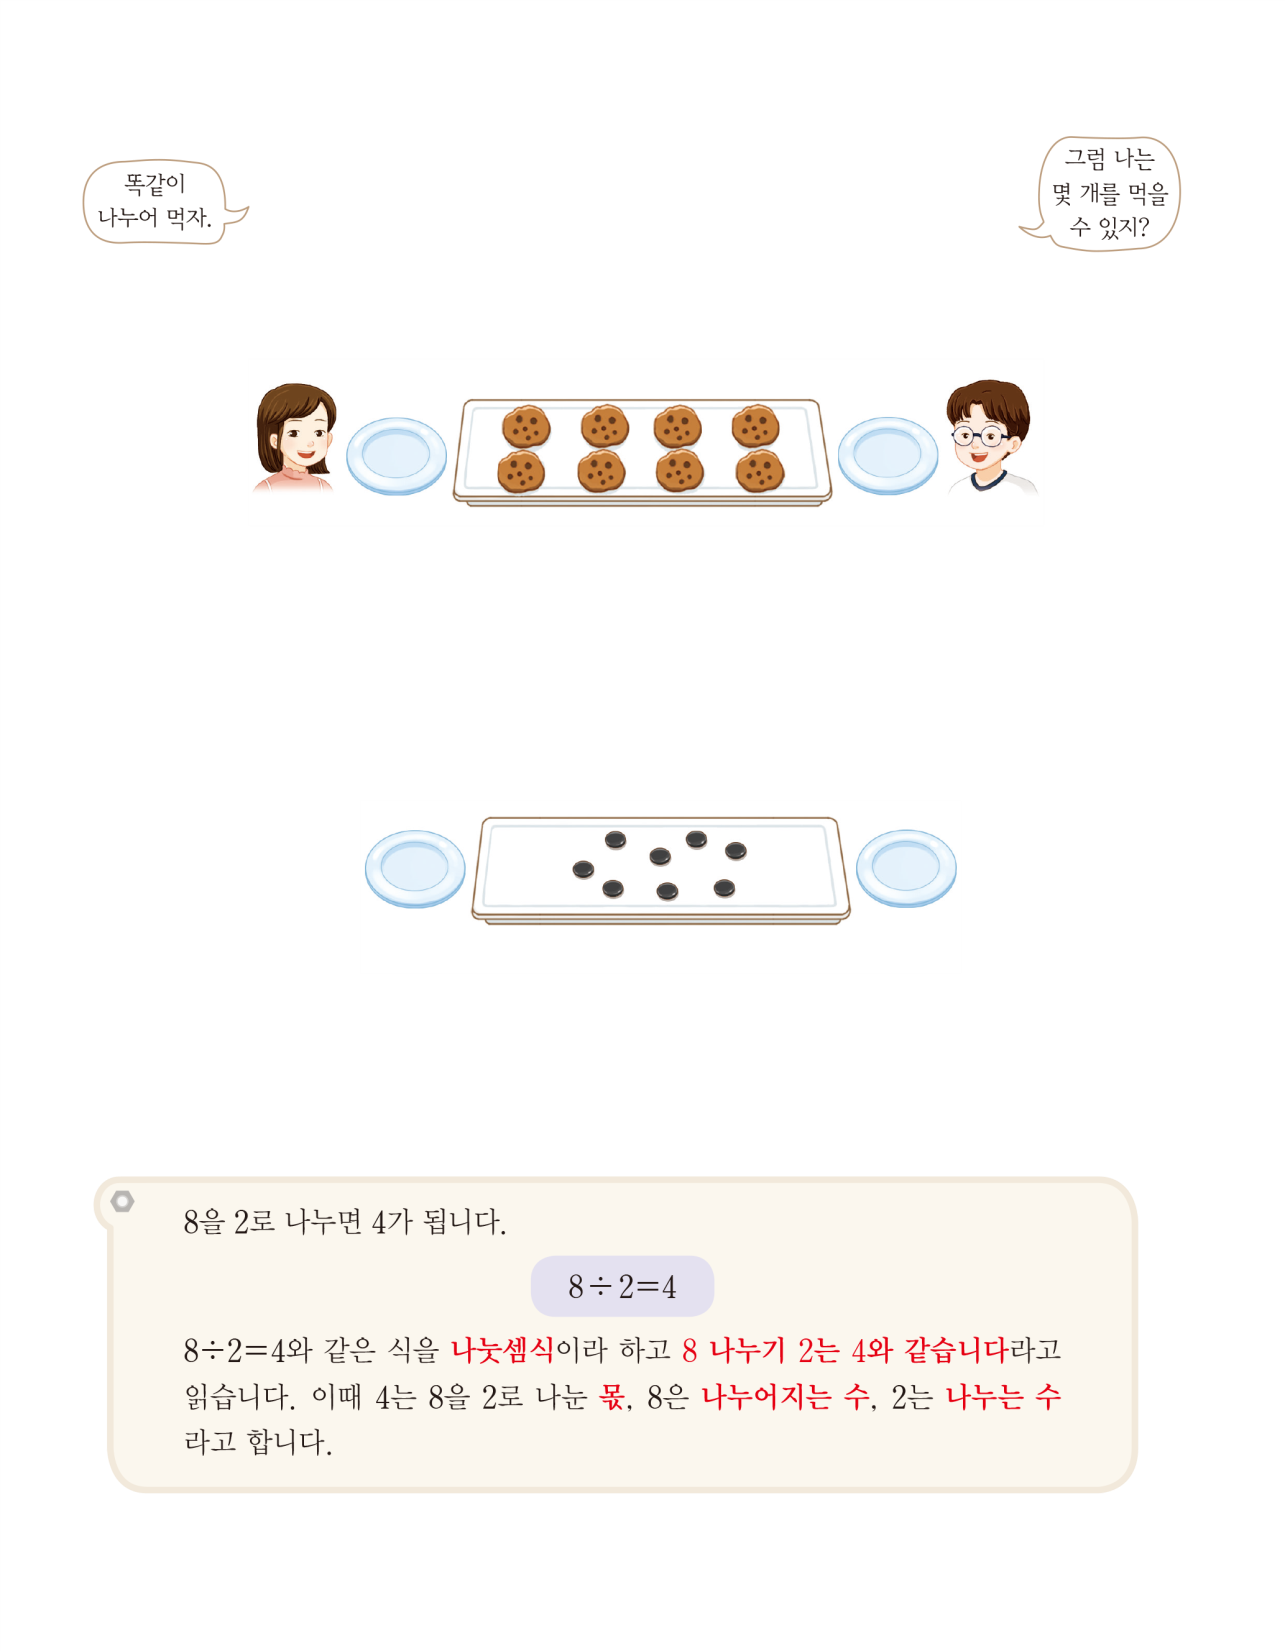 똑같이
나누어 먹자.
그럼 나는
몇 개를 먹을
수 있지?
8을 2로 나누면 4가 됩니다.
8÷2=4
8÷2=4와 같은 식을 나눗셈식이라 하고 8 나누기 2는 4와 같습니다라고
읽습니다. 이때 4는 8을 2로 나눈 몫, 8은 나누어지는 수, 2는 나누는 수
라고 합니다.